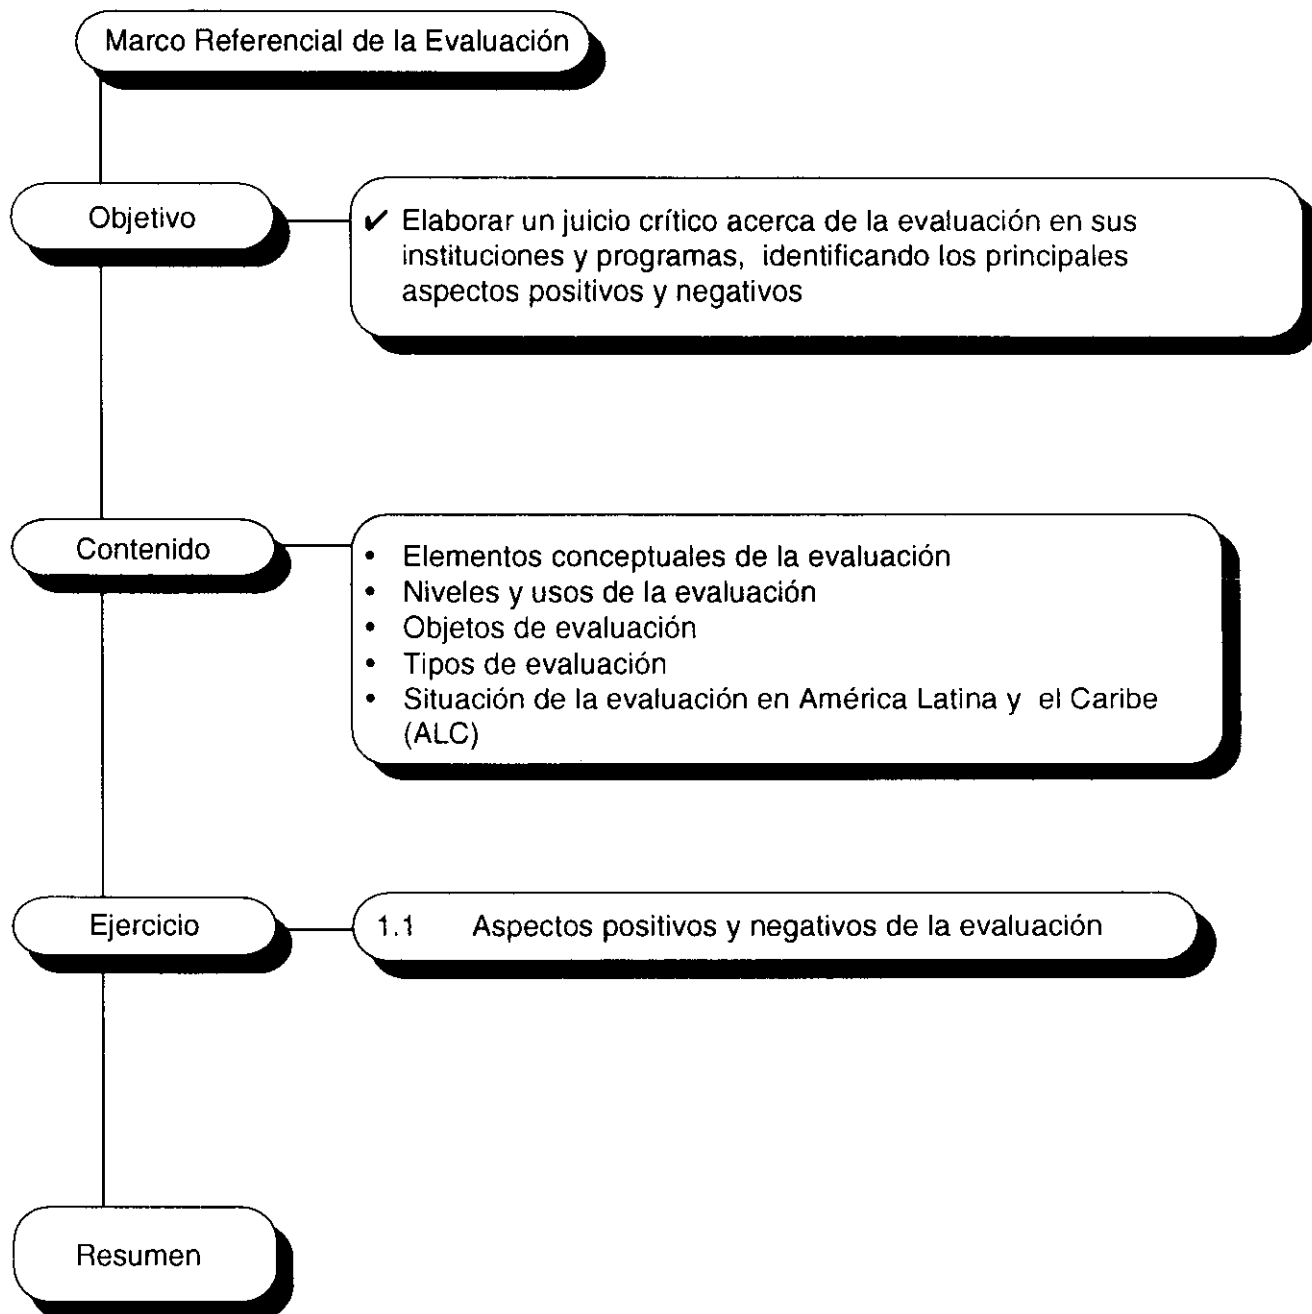 Marco Referencial de la Evaluación
Objetivo
✔ Elaborar un juicio crítico acerca de la evaluación en sus
instituciones y programas, identificando los principales
aspectos positivos y negativos
Contenido
• Elementos conceptuales de la evaluación
• Niveles y usos de la evaluación
• Objetos de evaluación
• Tipos de evaluación
• Situación de la evaluación en América Latina y el Caribe
(ALC)
Ejercicio
1.1 Aspectos positivos y negativos de la evaluación
Resumen